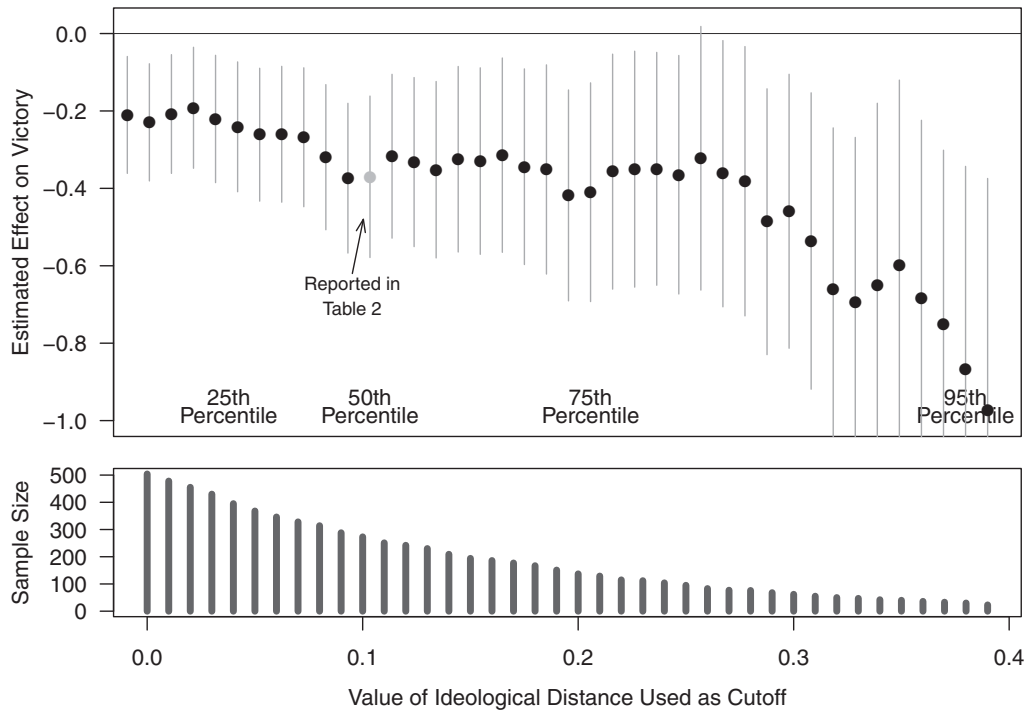 Estimated Effect on Victory
0.0
−0.2
−0.4
−0.6
−0.8
−1.0
Reported in
Table 2
25th
Percentile
50th
Percentile
75th
Percentile
95th
Percentile
Sample Size
500
400
300
200
100
0
0.0 0.1 0.2 0.3 0.4
Value of Ideological Distance Used as Cutoff